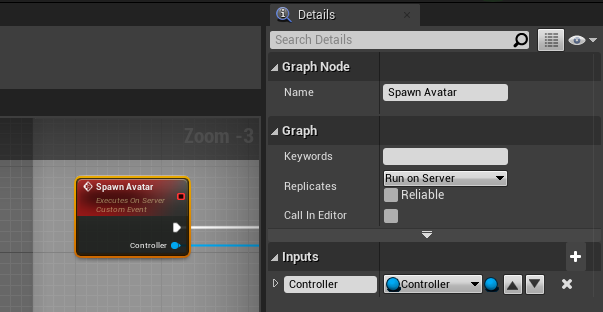 Details
Search Details
Graph Node
Name
Spawn Avatar
Graph
Keywords
Replicates
Run on Server
Reliable
Call In Editor
Inputs
Controller
Controller
Zoom -3
Spawn Avatar
Executes On Server
Custom Event
Controller